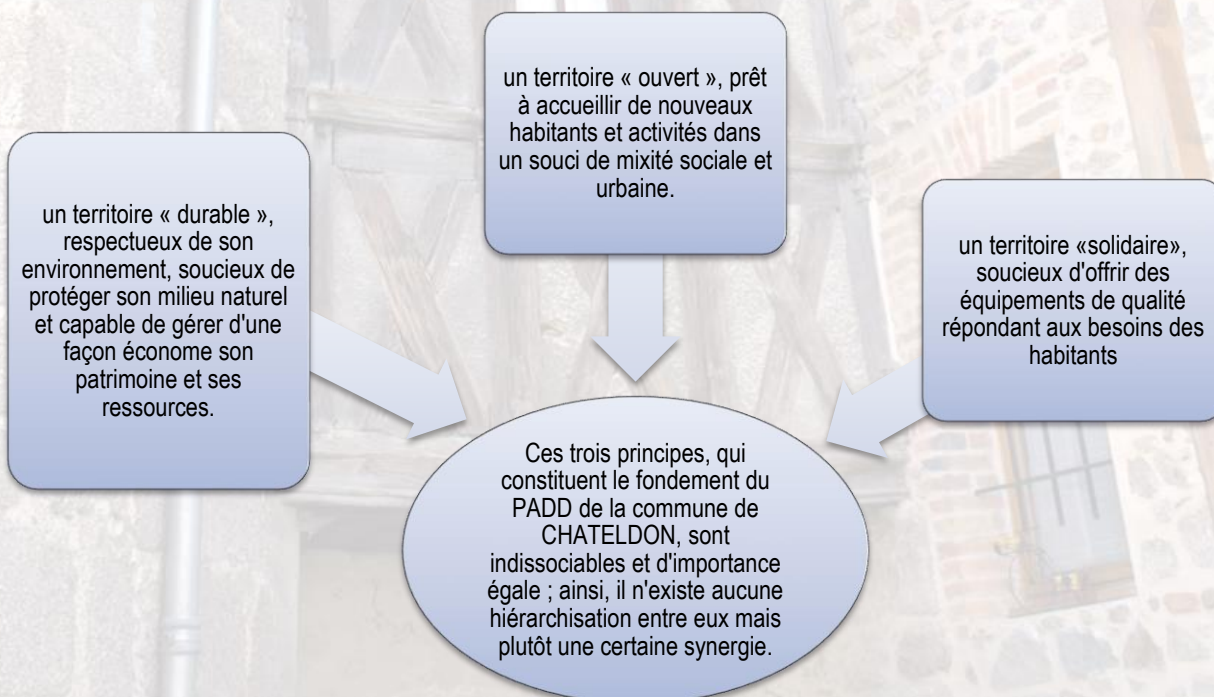 un territoire « durable »,
respectueux de son
environnement, soucieux de
protéger son milieu naturel
et capable de gérer d'une
façon économe son
patrimoine et ses
ressources.
un territoire « ouvert », prêt
à accueillir de nouveaux
habitants et activités dans
un souci de mixité sociale et
urbaine.
un territoire «solidaire»,
soucieux d'offrir des
équipements de qualité
répondant aux besoins des
habitants
Ces trois principes, qui
constituent le fondement du
PADD de la commune de
CHATELDON, sont
indissociables et d'importance
égale ; ainsi, il n'existe aucune
hiérarchisation entre eux mais
plutôt une certaine synergie.